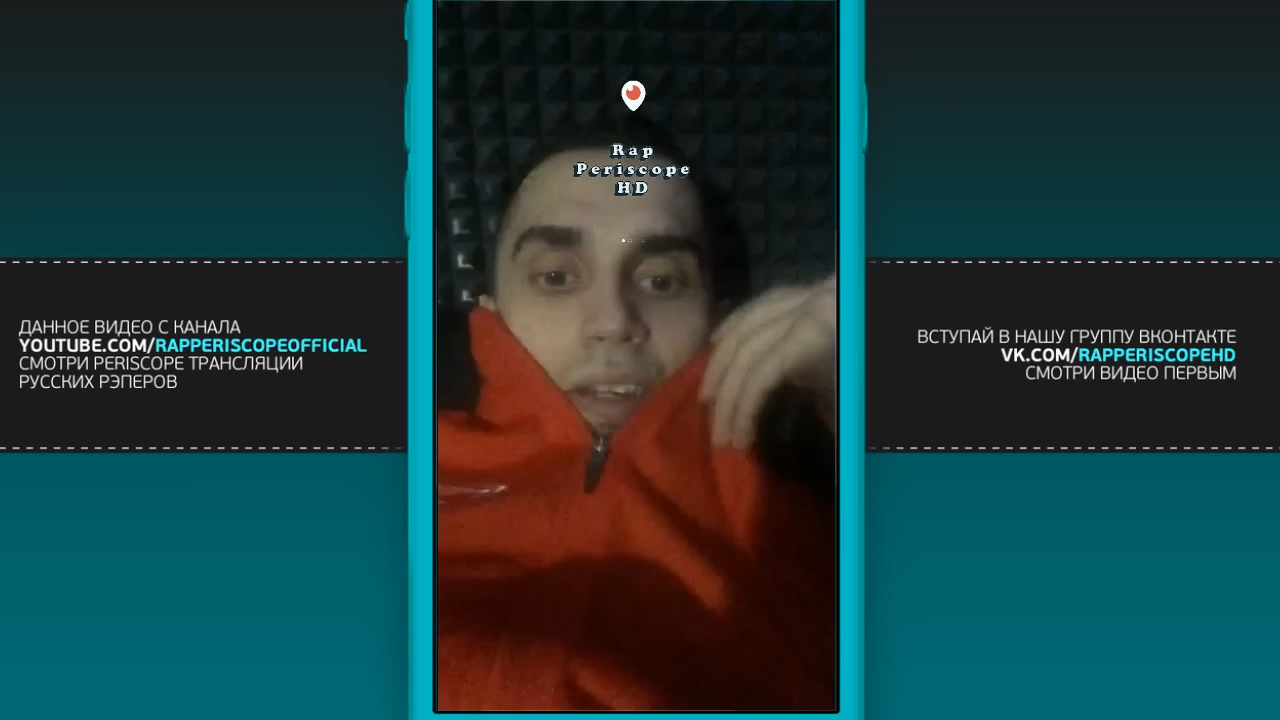 Rap
Periscope
HD
ДАННОЕ ВИДЕО С КАНАЛА
YOUTUBE.COM/RAPPERISCOPEOFFICIAL
СМОТРИ PERISCOPE ТРАНСЛЯЦИИ
РУССКИХ РЭПЕРОВ
ВСТУПАЙ В НАШУ ГРУППУ ВКОНТАКТЕ
VK.COM/RAPPERISCOPEHD
СМОТРИ ВИДЕО ПЕРВЫМ